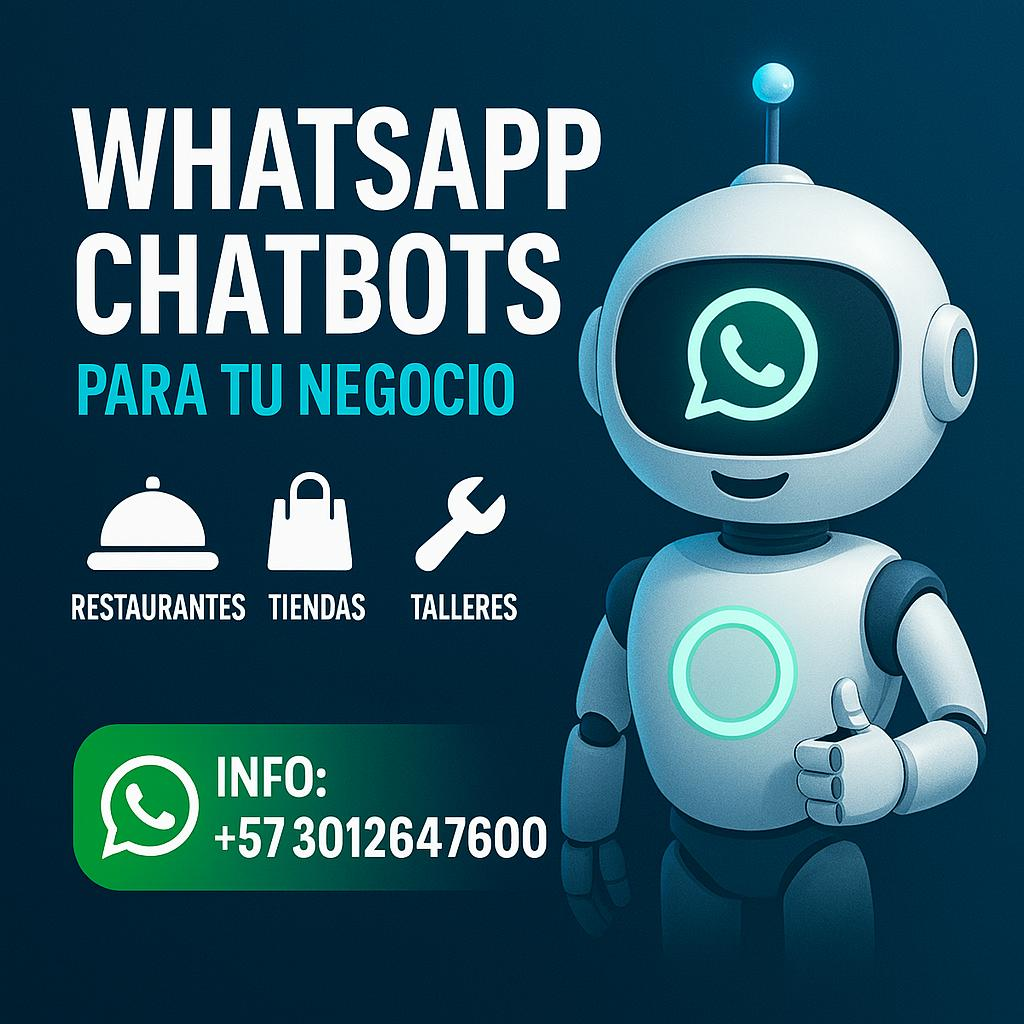 WHATSAPP
CHATBOTS
PARA TU NEGOCIO
RESTAURANTES TIENDAS TALLERES
INFO:
+57 3012647600